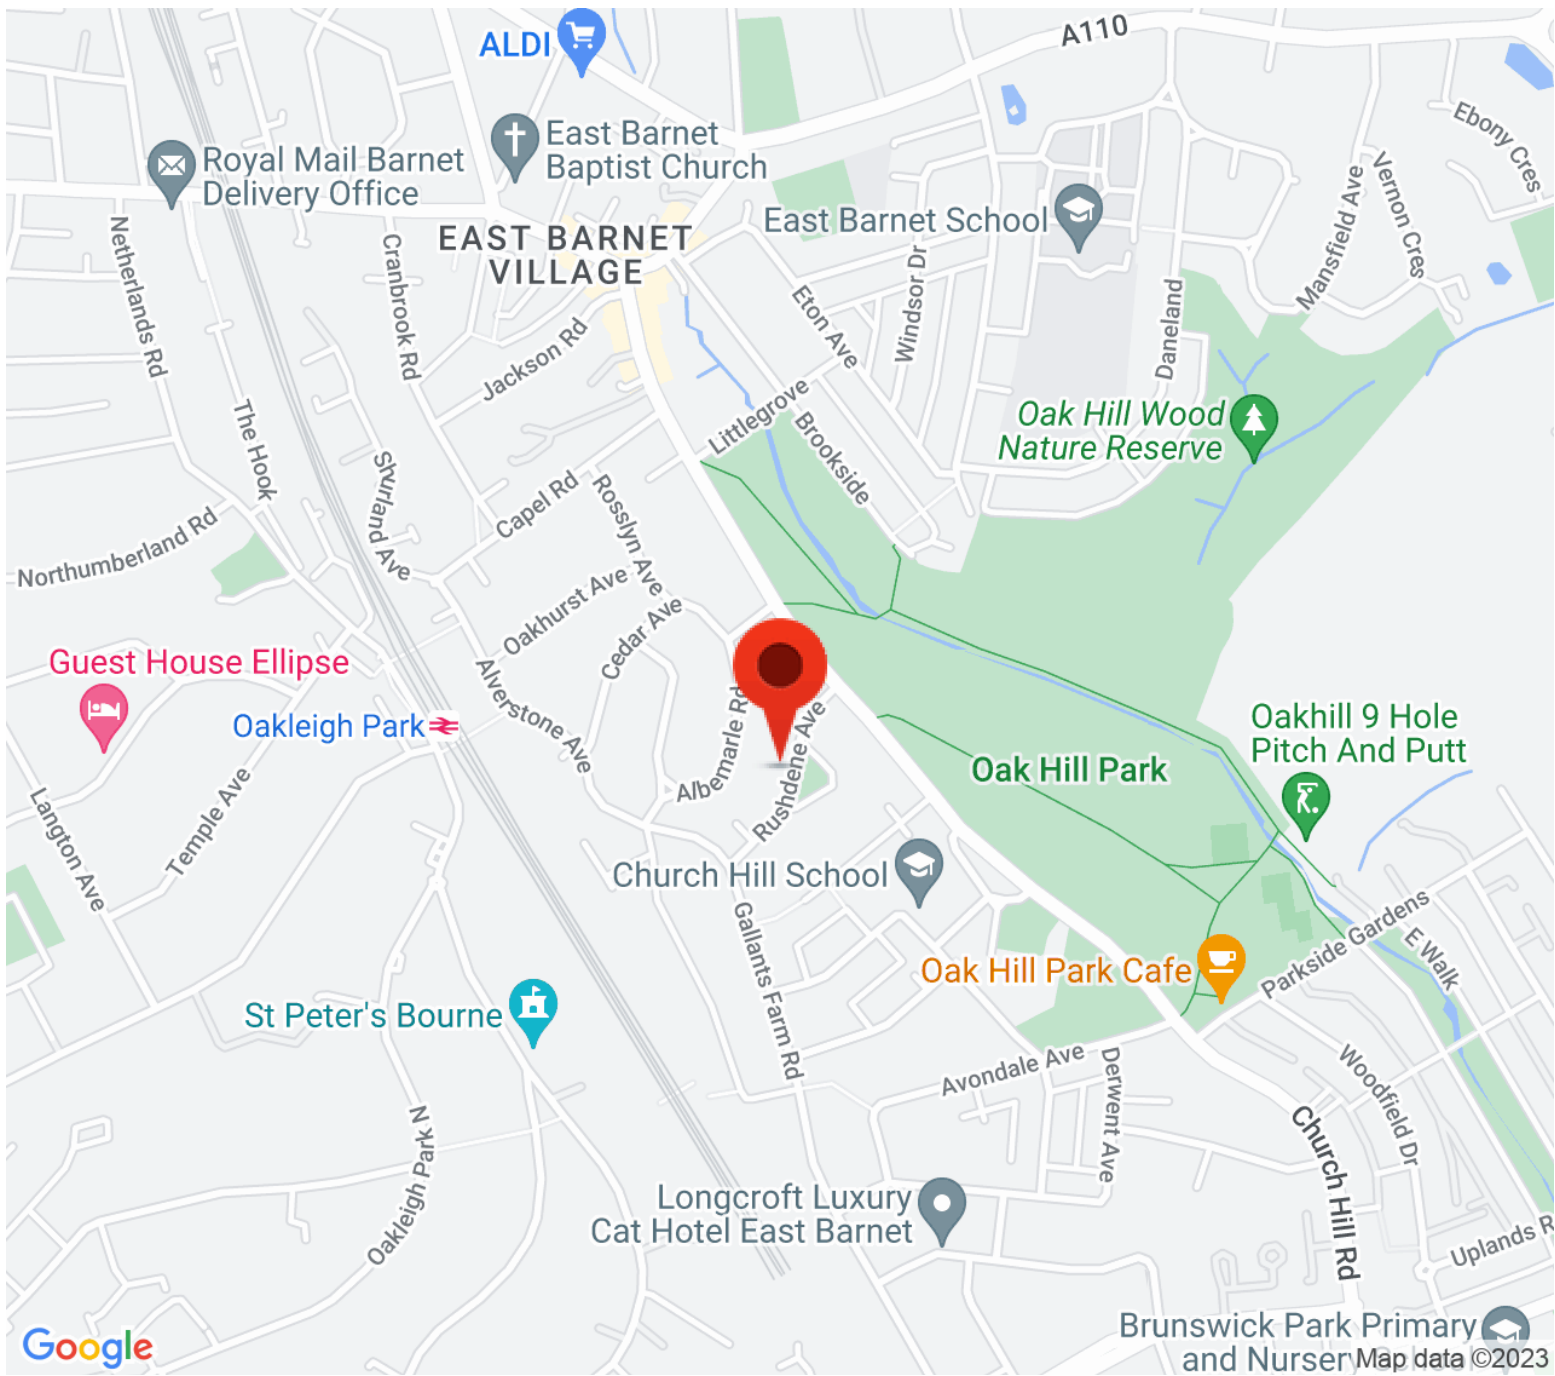 A110
ALDI
East Barnet
Baptist Church
Royal Mail Barnet
Delivery Office
Ebony Cres
Vernon Cres
Mansfield Ave
East Barnet School
EAST BARNET
VILLAGE
Netherlands Rd
Cranbrook Rd
Jackson Rd
Eton Ave
Windsor Dr
Daneland
Littlegrove
Brookside
Oak Hill Wood
Nature Reserve
The Hook
Shurland Ave
Capel Rd
Rosslyn Ave
Northumberland Rd
Oakhurst Ave
Cedar Ave
Guest House Ellipse
Oakleigh Park
Alverstone Ave
Albemarle Rd
Rushdene Ave
Oak Hill Park
Oakhill 9 Hole
Pitch And Putt
Langton Ave
Temple Ave
Church Hill School
Gallants Farm Rd
Oak Hill Park Cafe
Parkside Gardens
E Walk
St Peter's Bourne
Avondale Ave
Derwent Ave
Woodfield Dr
Church Hill Rd
Oakleigh Park N
Longcroft Luxury
Cat Hotel East Barnet
Uplands R
Brunswick Park Primary
and Nursery School
Google
Map data ©2023